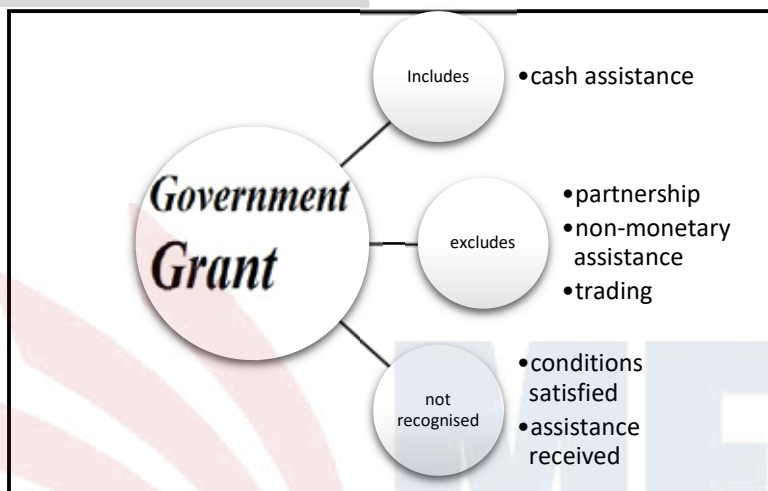 Government
Grant
Includes
•cash assistance
excludes
•partnership
•non-monetary
assistance
•trading
not
recognised
•conditions
satisfied
•assistance
received